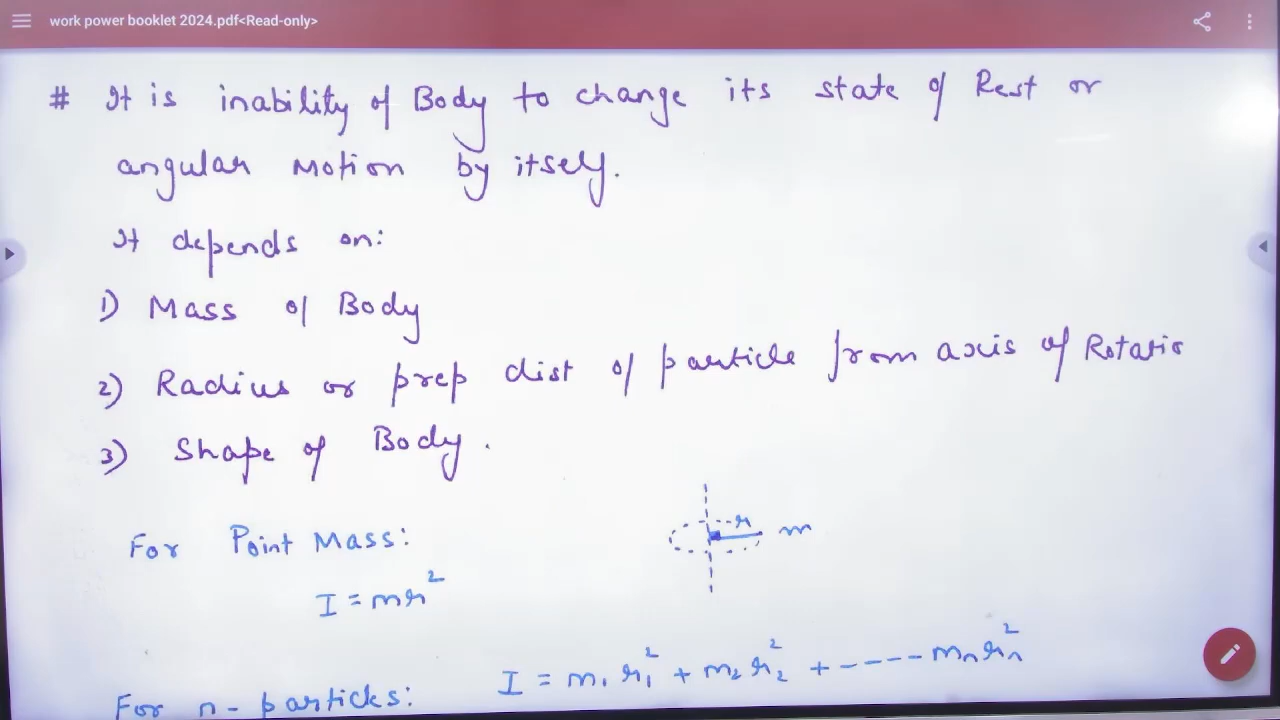 work power booklet 2024.pdf<Read-only>
# It is inability of Body to change its state of Rest or
angular Motion by itself.
It depends on:
1) Mass of Body
2) Radius or prep dist of particle from axis of Rotatio
3) Shape of Body.
r m
For Point Mass:
I = mr²
I = m₁r₁² + m₂r₂² + ---- mₙrₙ²
For n-particles: